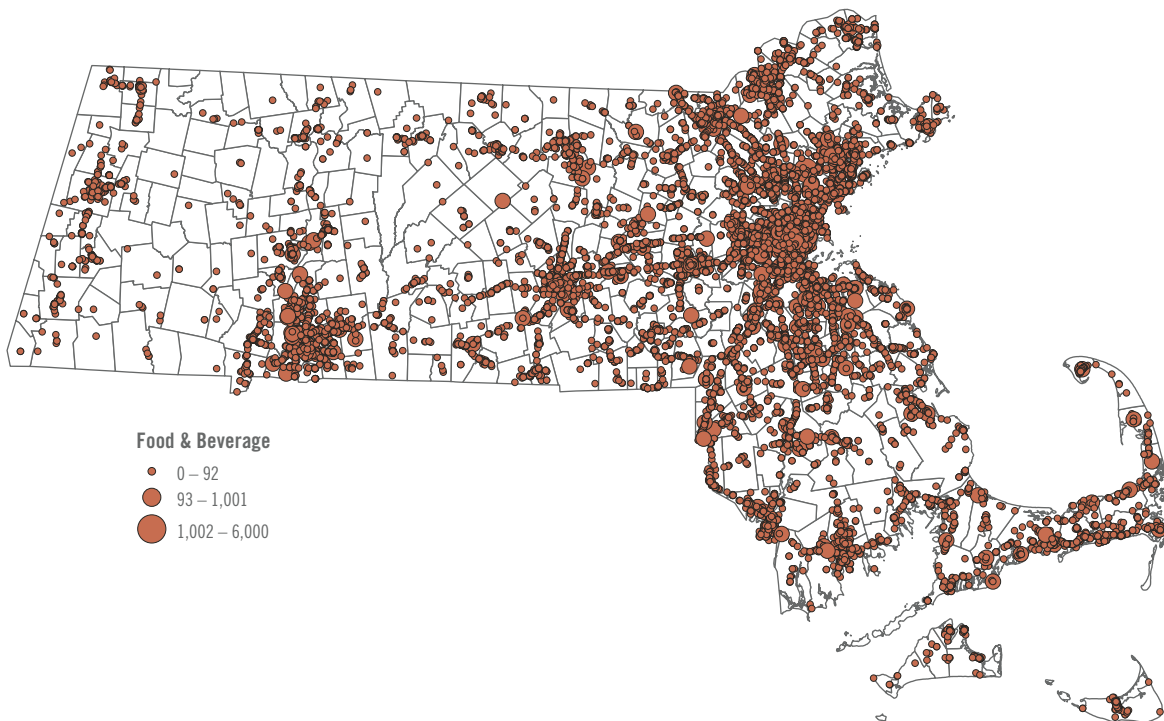 Food & Beverage
0 – 92
93 – 1,001
1,002 – 6,000